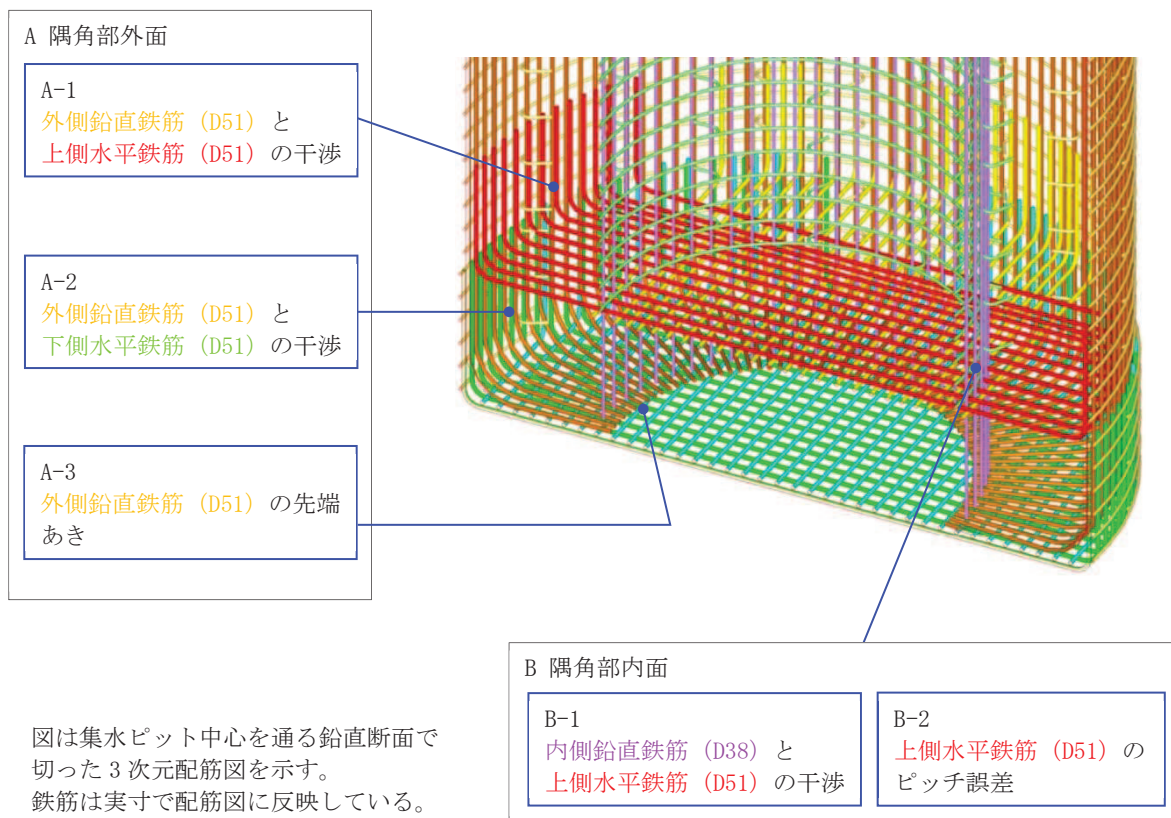 A 隅角部外面
A-1
外側鉛直鉄筋 (D51) と
上側水平鉄筋 (D51) の干渉
A-2
外側鉛直鉄筋 (D51) と
下側水平鉄筋 (D51) の干渉
A-3
外側鉛直鉄筋 (D51) の先端
あき
B 隅角部内面
B-1
内側鉛直鉄筋 (D38) と
上側水平鉄筋 (D51) の干渉
B-2
上側水平鉄筋 (D51) の
ピッチ誤差
図は集水ピット中心を通る鉛直断面で
切った 3 次元配筋図を示す。
鉄筋は実寸で配筋図に反映している。